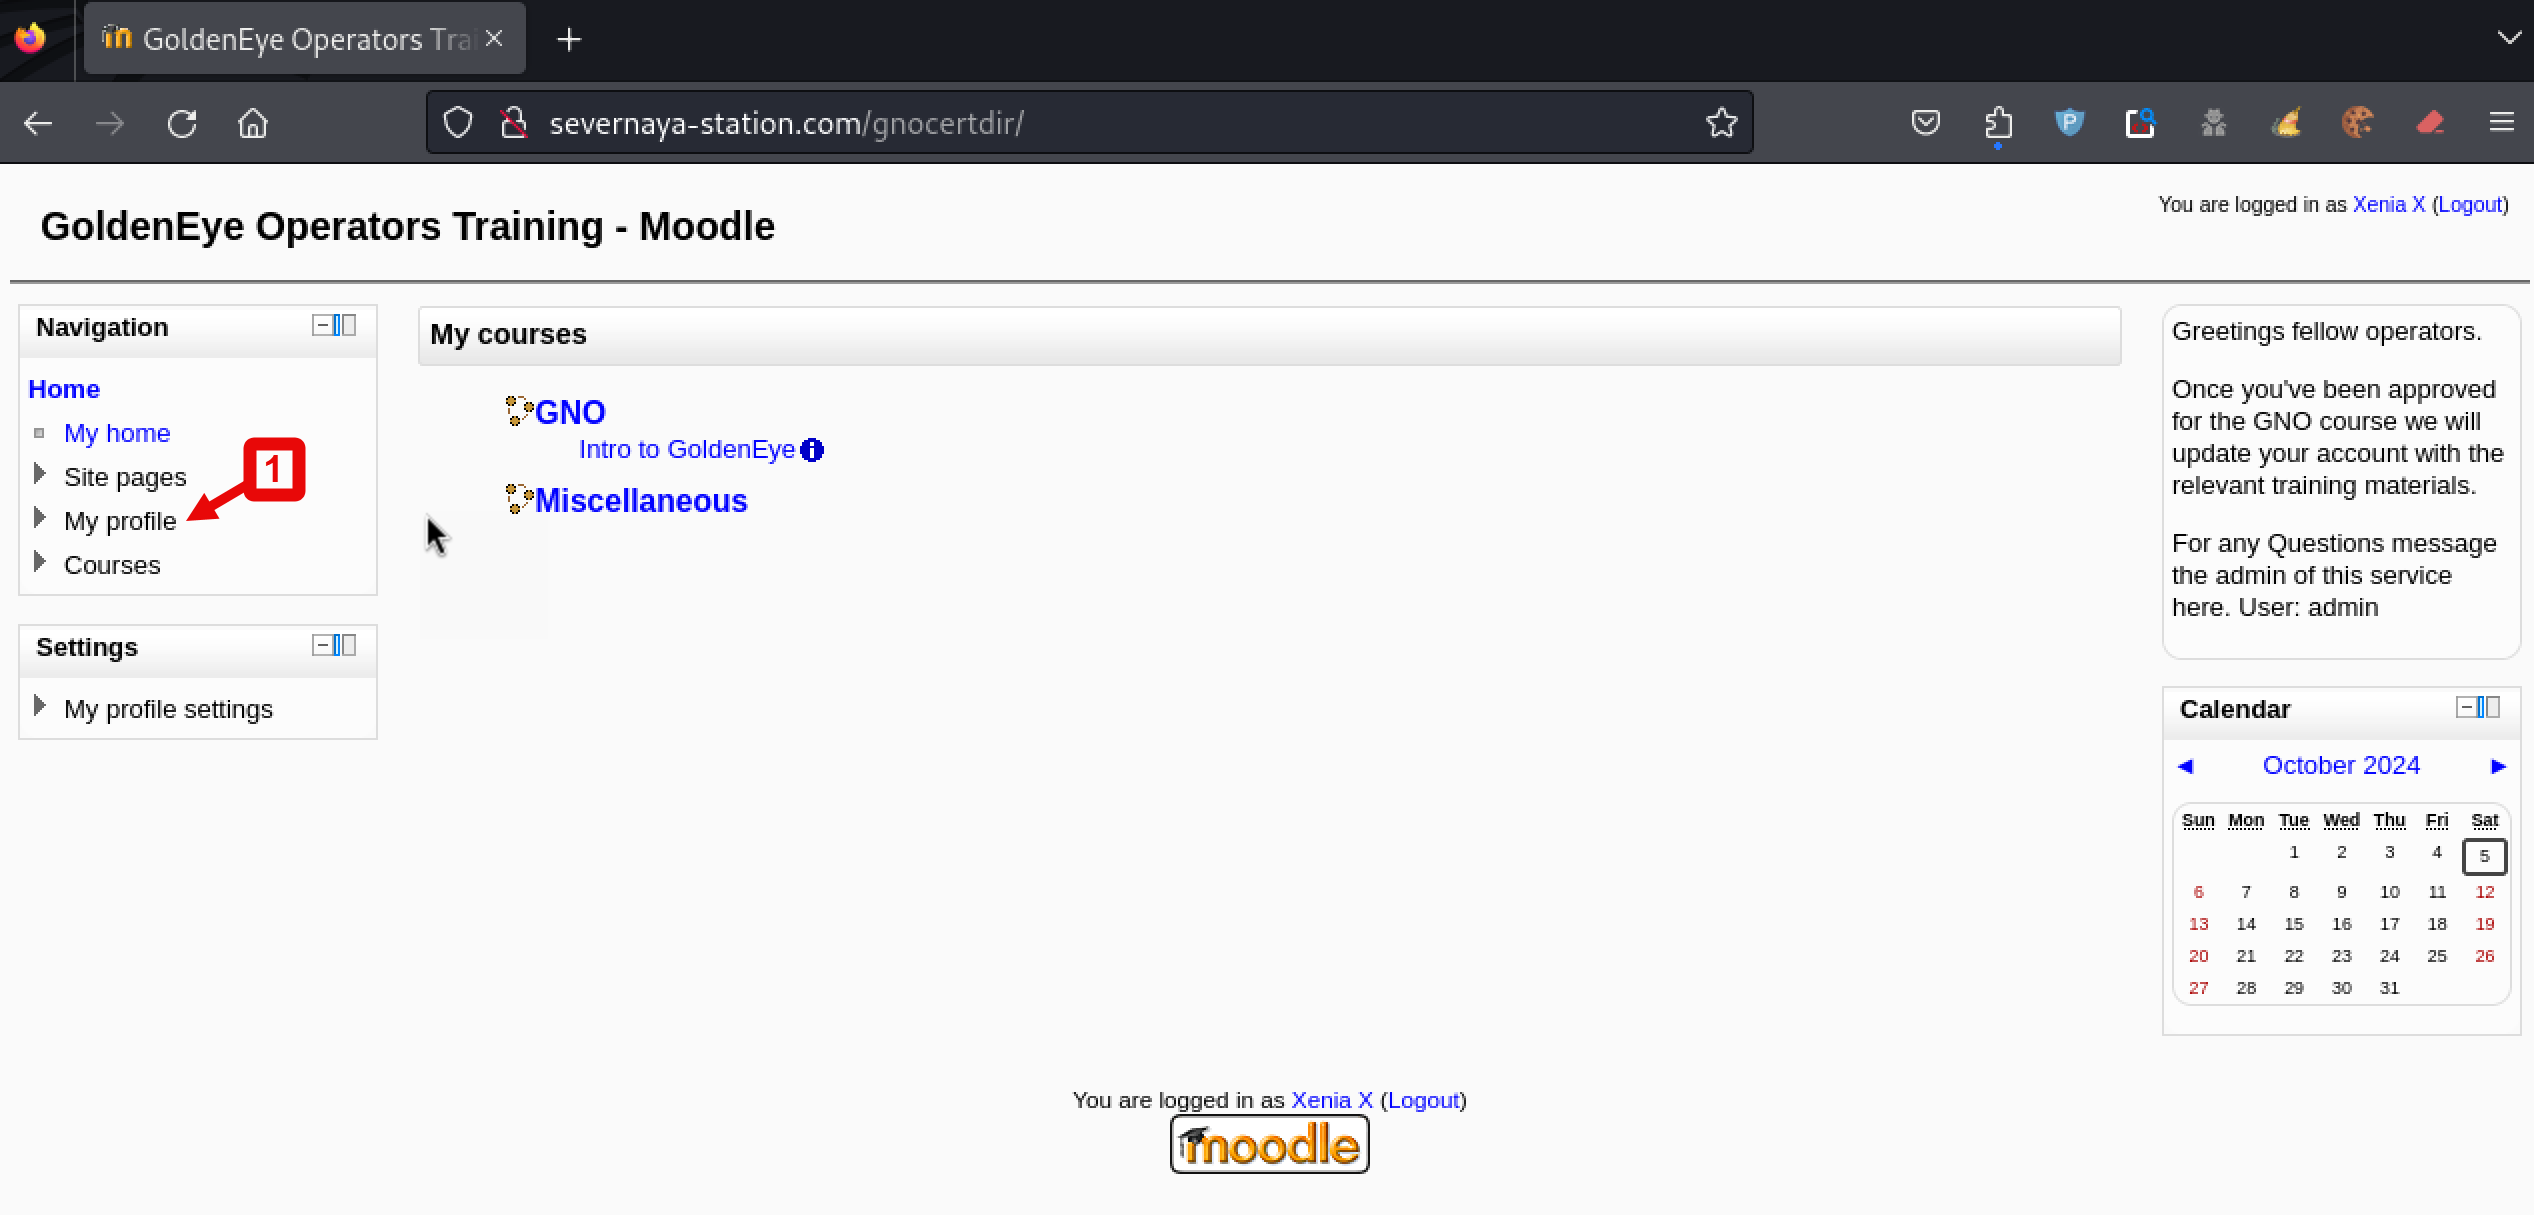 GoldenEye Operators Trai
severnaya-station.com/gnocertdir/
P
GoldenEye Operators Training - Moodle
You are logged in as Xenia X (Logout)
Navigation
Home
My home
Site pages
My profile
Courses
1
Settings
My profile settings
My courses
GNO
Intro to GoldenEye
Miscellaneous
Greetings fellow operators.
Once you've been approved
for the GNO course we will
update your account with the
relevant training materials.
For any Questions message
the admin of this service
here. User: admin
Calendar
◄ October 2024 ►
Sun Mon Tue Wed Thu Fri Sat
1 2 3 4 5
6 7 8 9 10 11 12
13 14 15 16 17 18 19
20 21 22 23 24 25 26
27 28 29 30 31
You are logged in as Xenia X (Logout)
moodle